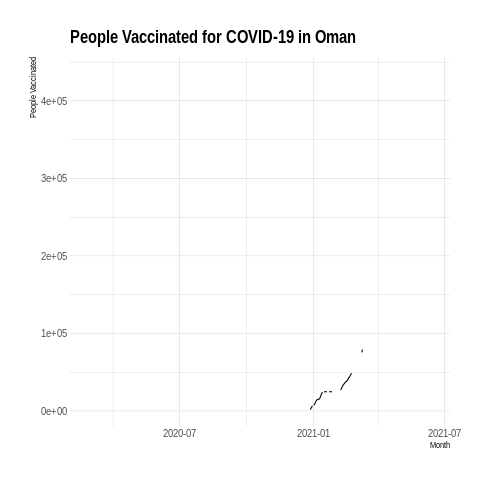 People Vaccinated for COVID-19 in Oman
People Vaccinated
4e+05
3e+05
2e+05
1e+05
0e+00
2020-07
2021-01
2021-07
Month